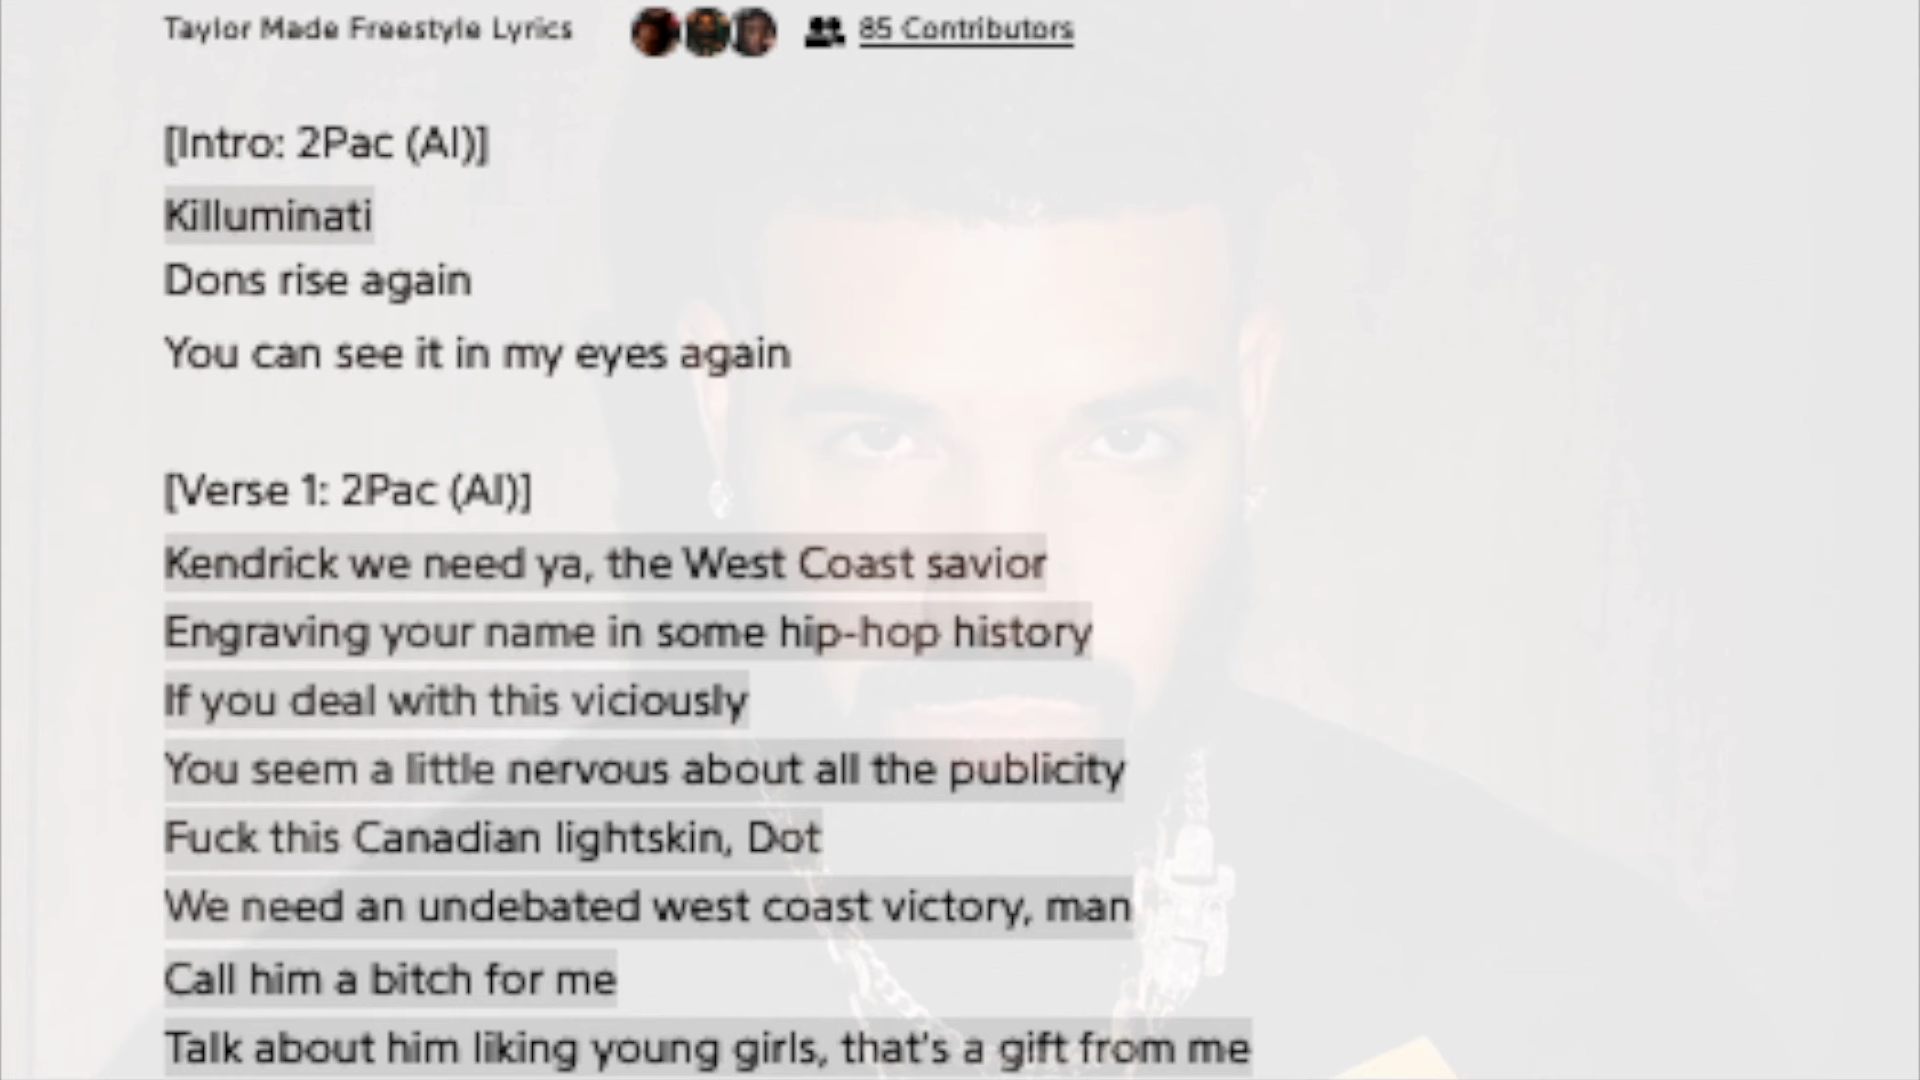 Taylor Made Freestyle Lyrics 85 Contributors
[Intro: 2Pac (AI)]
Killuminati
Dons rise again
You can see it in my eyes again
[Verse 1: 2Pac (AI)]
Kendrick we need ya, the West Coast savior
Engraving your name in some hip-hop history
If you deal with this viciously
You seem a little nervous about all the publicity
Fuck this Canadian lightskin, Dot
We need an undebated west coast victory, man
Call him a bitch for me
Talk about him liking young girls, that's a gift from me